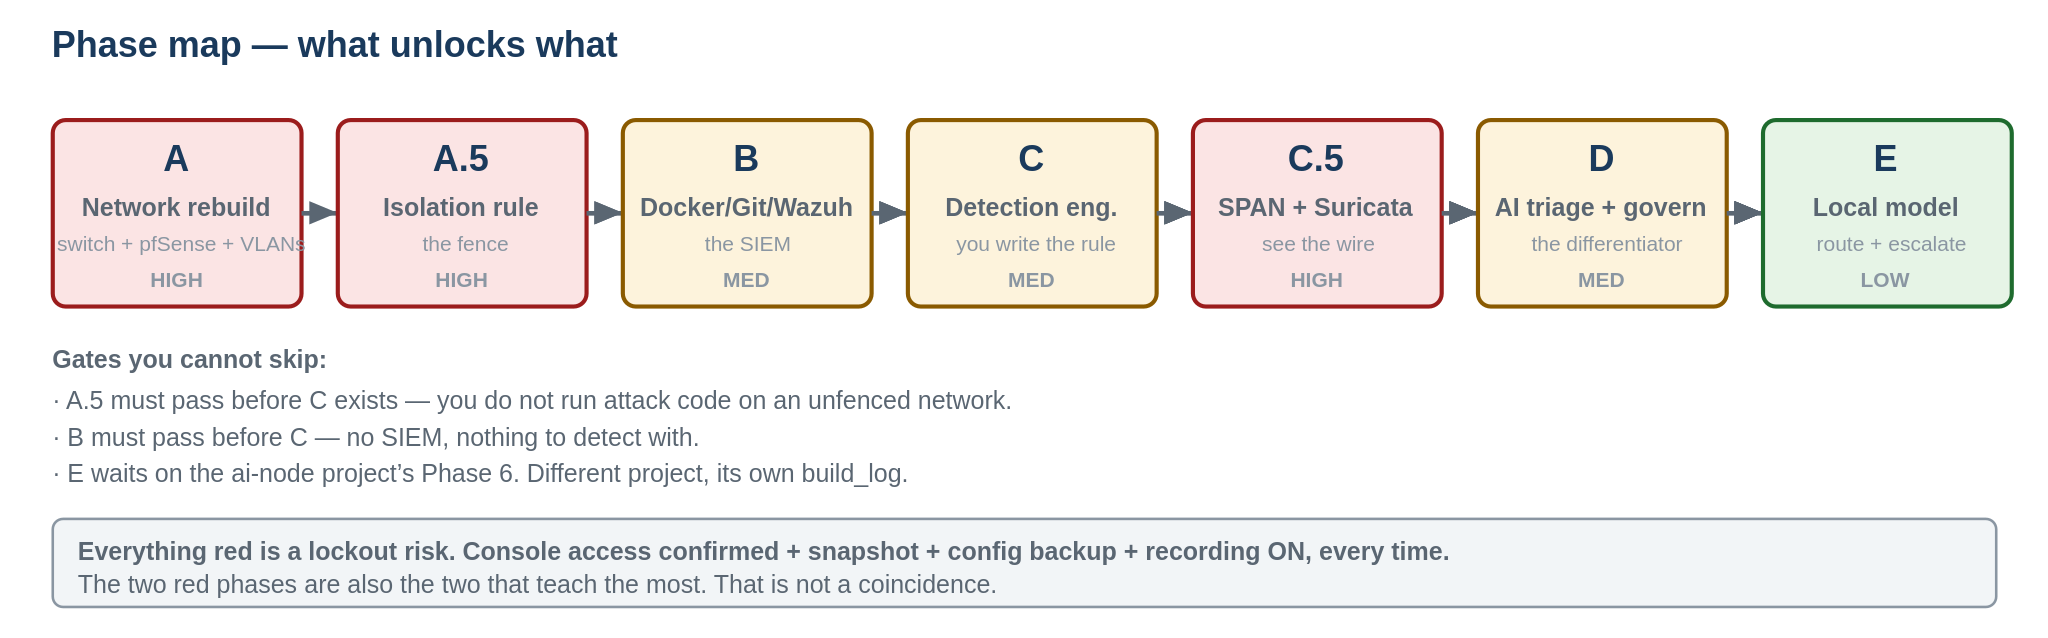 Phase map — what unlocks what
A
Network rebuild
switch + pfSense + VLANs
HIGH
A.5
Isolation rule
the fence
HIGH
B
Docker/Git/Wazuh
the SIEM
MED
C
Detection eng.
you write the rule
MED
C.5
SPAN + Suricata
see the wire
HIGH
D
AI triage + govern
the differentiator
MED
E
Local model
route + escalate
LOW
Gates you cannot skip:
· A.5 must pass before C exists — you do not run attack code on an unfenced network.
· B must pass before C — no SIEM, nothing to detect with.
· E waits on the ai-node project’s Phase 6. Different project, its own build_log.
Everything red is a lockout risk. Console access confirmed + snapshot + config backup + recording ON, every time.
The two red phases are also the two that teach the most. That is not a coincidence.